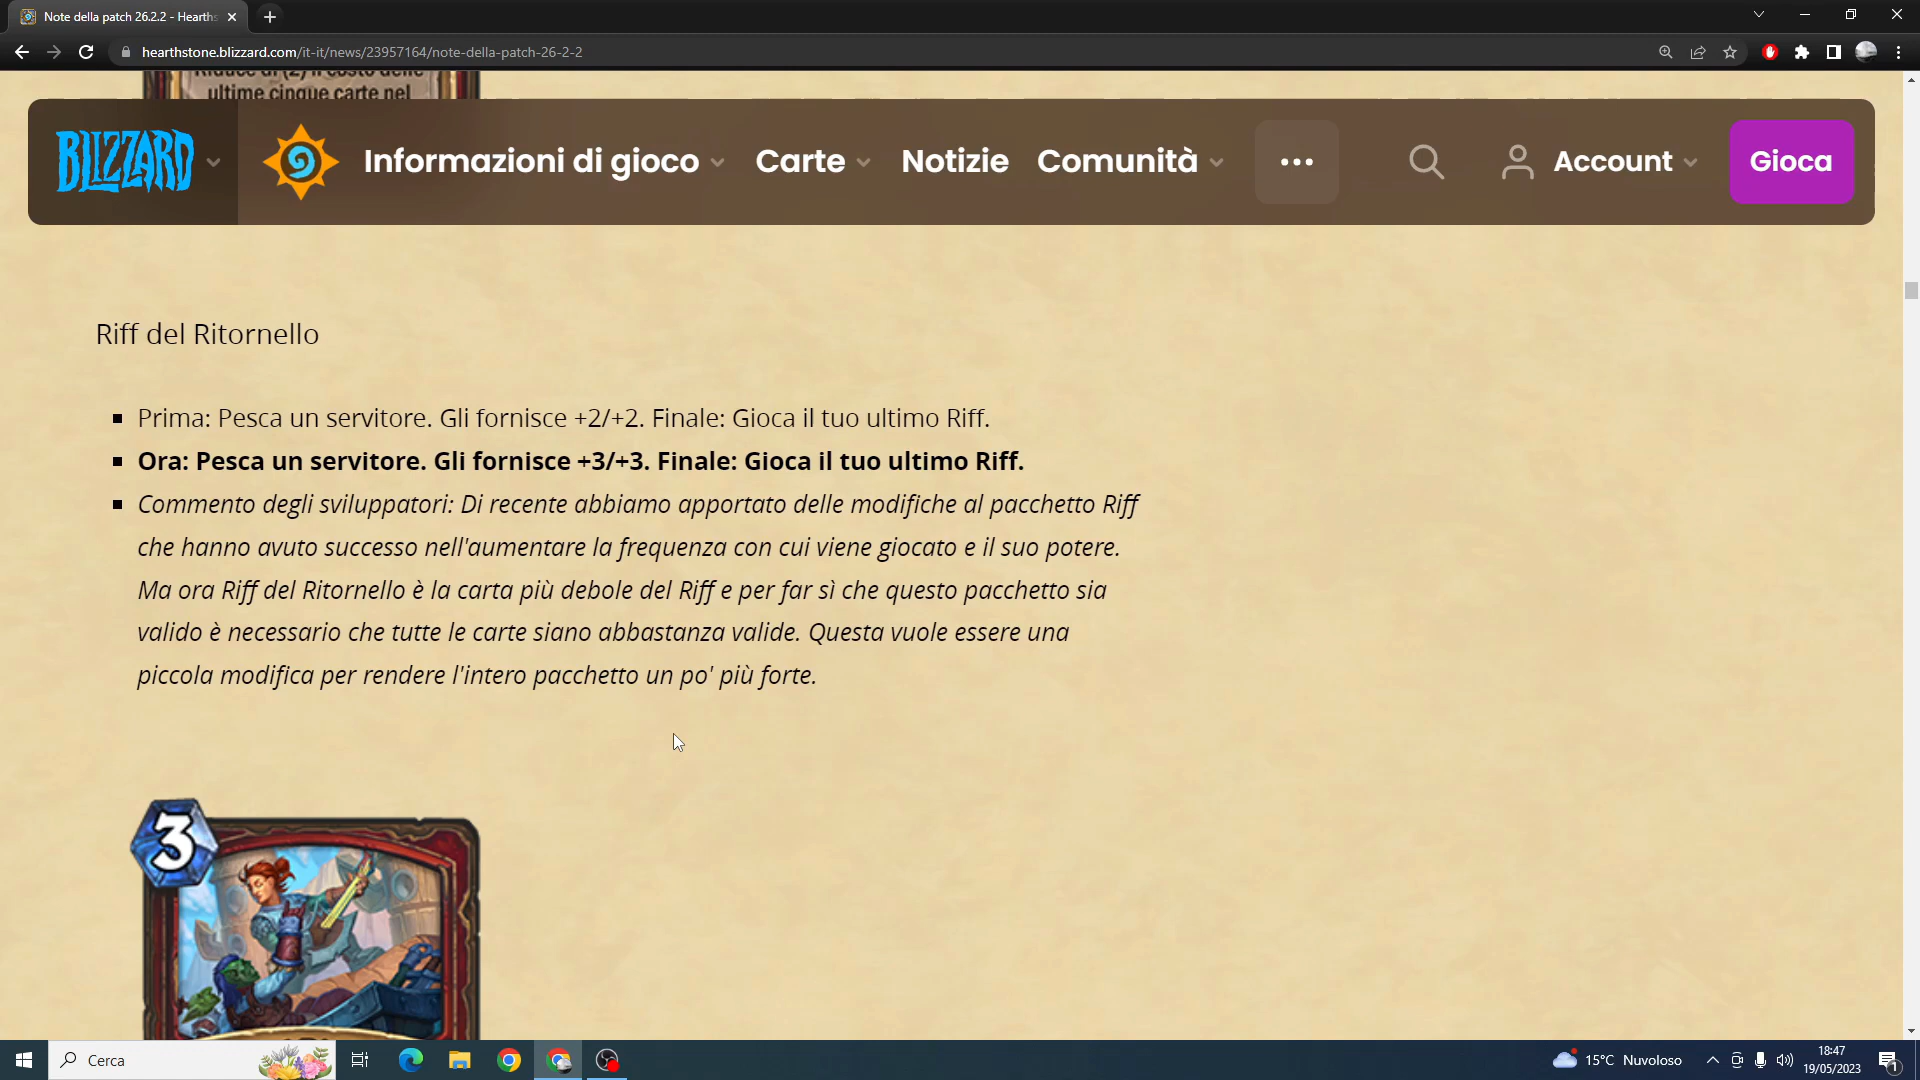 Note della patch 26.2.2 - Hearths
hearthstone.blizzard.com/it-it/news/23957164/note-della-patch-26-2-2
Riduce di (2) il costo delle
ultime cinque carte nel
BLIZZARD
Informazioni di gioco
Carte
Notizie
Comunità
Account
Gioca
Riff del Ritornello
Prima: Pesca un servitore. Gli fornisce +2/+2. Finale: Gioca il tuo ultimo Riff.
Ora: Pesca un servitore. Gli fornisce +3/+3. Finale: Gioca il tuo ultimo Riff.
Commento degli sviluppatori: Di recente abbiamo apportato delle modifiche al pacchetto Riff
che hanno avuto successo nell'aumentare la frequenza con cui viene giocato e il suo potere.
Ma ora Riff del Ritornello è la carta più debole del Riff e per far sì che questo pacchetto sia
valido è necessario che tutte le carte siano abbastanza valide. Questa vuole essere una
piccola modifica per rendere l'intero pacchetto un po' più forte.
3
Cerca
15°C Nuvoloso
18:47
19/05/2023
1